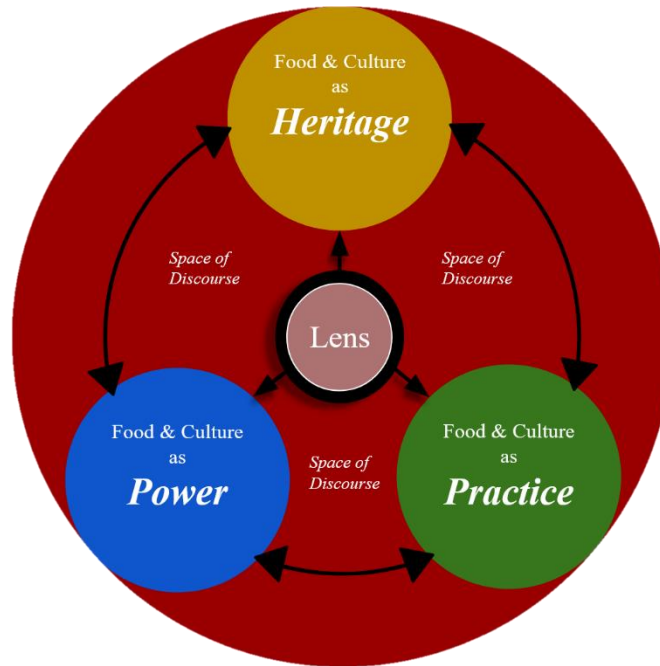 Food & Culture
as
Heritage
Space of
Discourse
Space of
Discourse
Lens
Food & Culture
as
Power
Space of
Discourse
Food & Culture
as
Practice